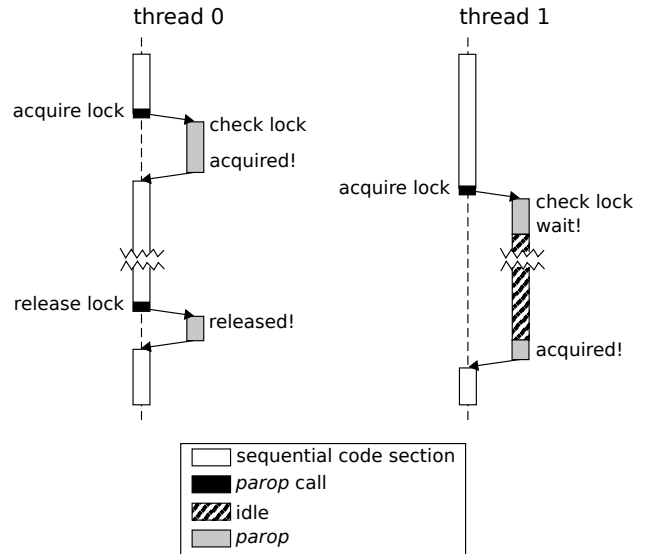 thread 0
thread 1
acquire lock
check lock
acquired!
acquire lock
check lock
wait!
release lock
released!
acquired!
sequential code section
parop call
idle
parop